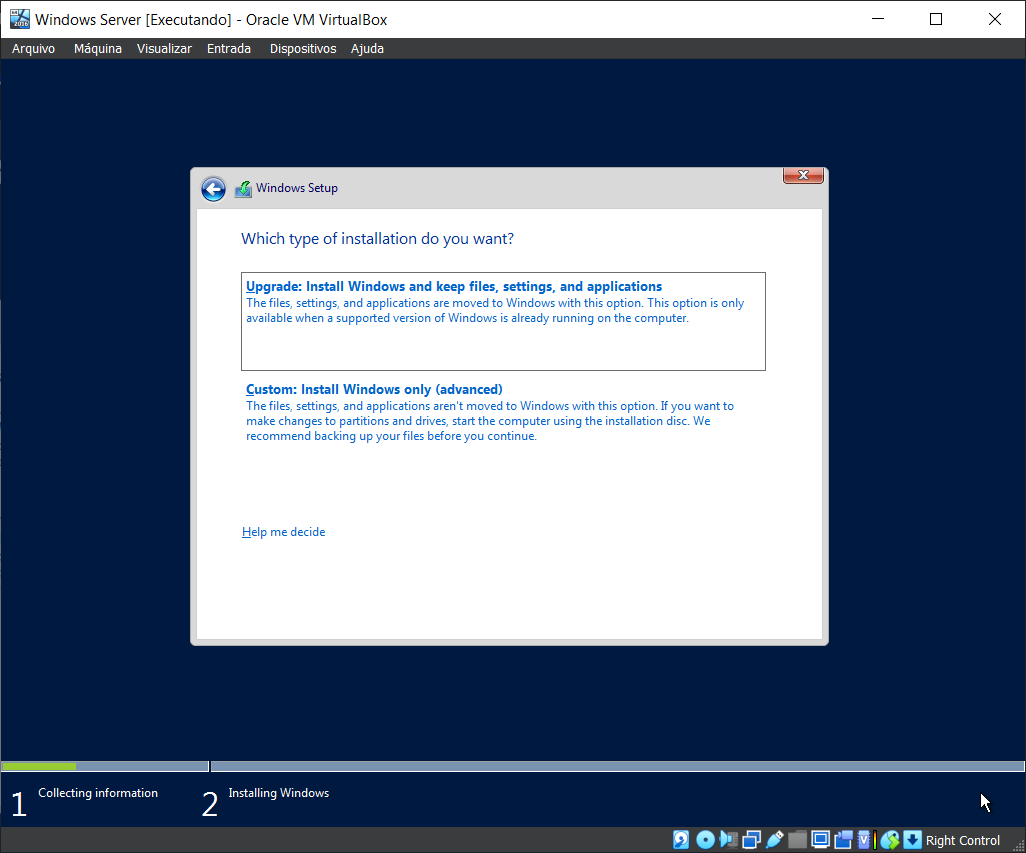 Windows Server [Executando] - Oracle VM VirtualBox
Arquivo Máquina Visualizar Entrada Dispositivos Ajuda
Windows Setup
Which type of installation do you want?
Upgrade: Install Windows and keep files, settings, and applications
The files, settings, and applications are moved to Windows with this option. This option is only
available when a supported version of Windows is already running on the computer.
Custom: Install Windows only (advanced)
The files, settings, and applications aren't moved to Windows with this option. If you want to
make changes to partitions and drives, start the computer using the installation disc. We
recommend backing up your files before you continue.
Help me decide
1 Collecting information 2 Installing Windows
Right Control